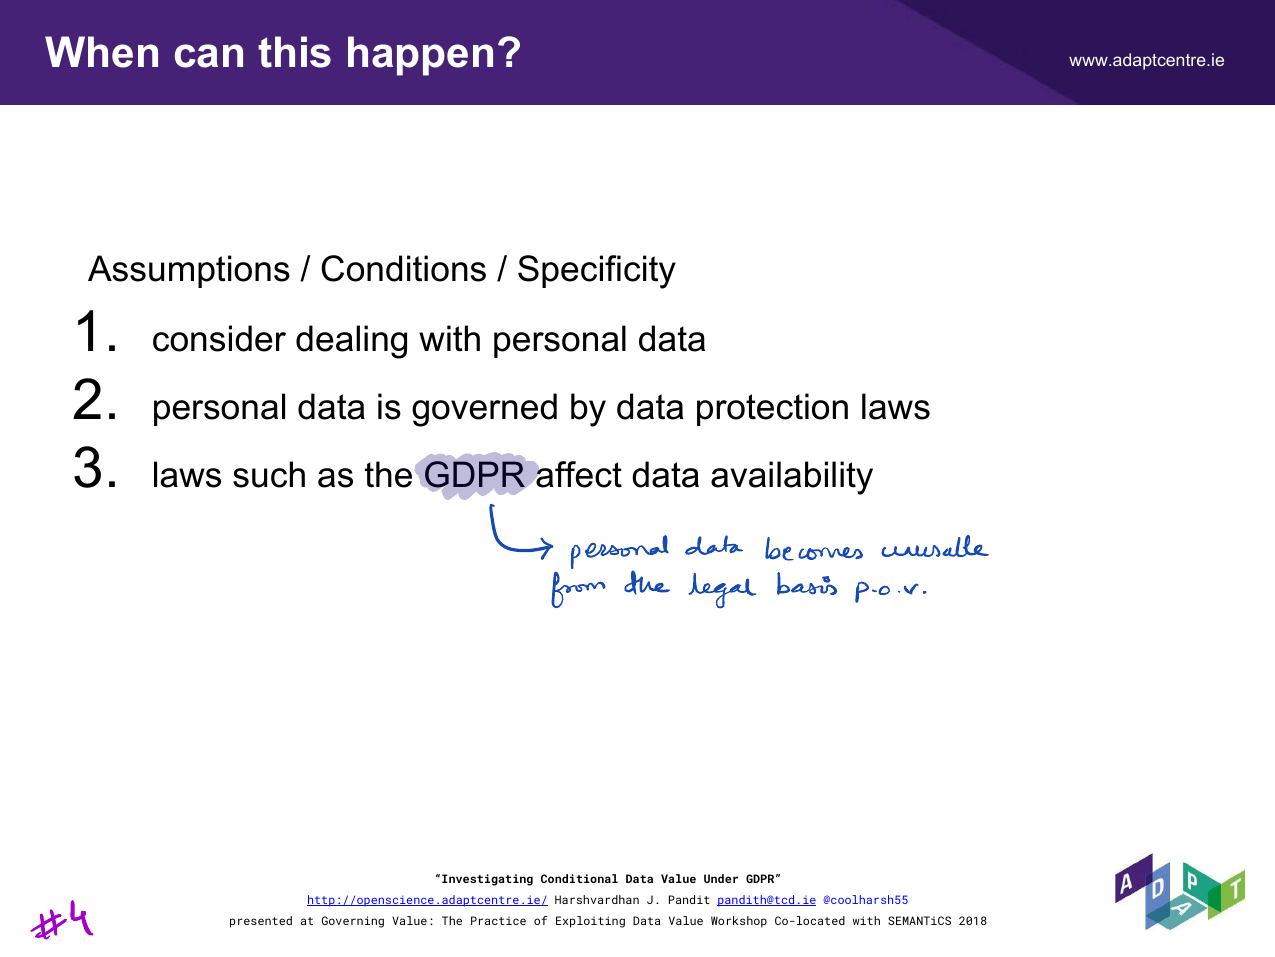 When can this happen?
www.adaptcentre.ie
Assumptions / Conditions / Specificity
1. consider dealing with personal data
2. personal data is governed by data protection laws
3. laws such as the GDPR affect data availability
personal data becomes unusable
from the legal basis p.o.v.
“Investigating Conditional Data Value Under GDPR”
http://openscience.adaptcentre.ie/ Harshvardhan J. Pandit pandith@tcd.ie @coolharsh55
presented at Governing Value: The Practice of Exploiting Data Value Workshop Co-located with SEMANTiCS 2018
#4
ADAPT